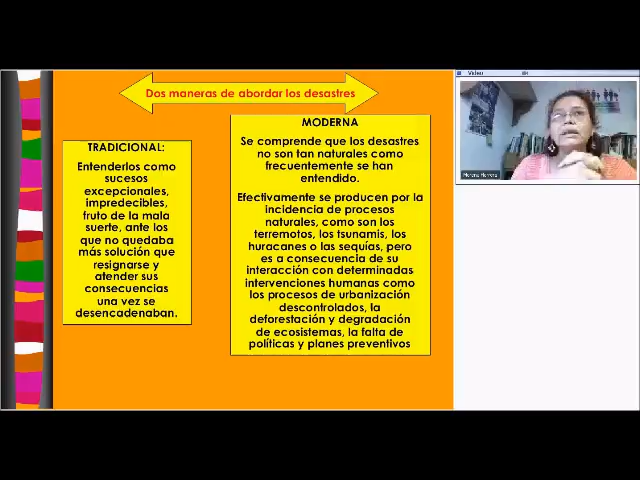 Dos maneras de abordar los desastres
TRADICIONAL:
Entenderlos como
sucesos
excepcionales,
impredecibles,
fruto de la mala
suerte, ante los
que no quedaba
más solución que
resignarse y
atender sus
consecuencias
una vez se
desencadenaban.
MODERNA
Se comprende que los desastres
no son tan naturales como
frecuentemente se han
entendido.
Efectivamente se producen por la
incidencia de procesos
naturales, como son los
terremotos, los tsunamis, los
huracanes o las sequías, pero
es a consecuencia de su
interacción con determinadas
intervenciones humanas como
los procesos de urbanización
descontrolados, la
deforestación y degradación
de ecosistemas, la falta de
políticas y planes preventivos
Video
Morena Herrera